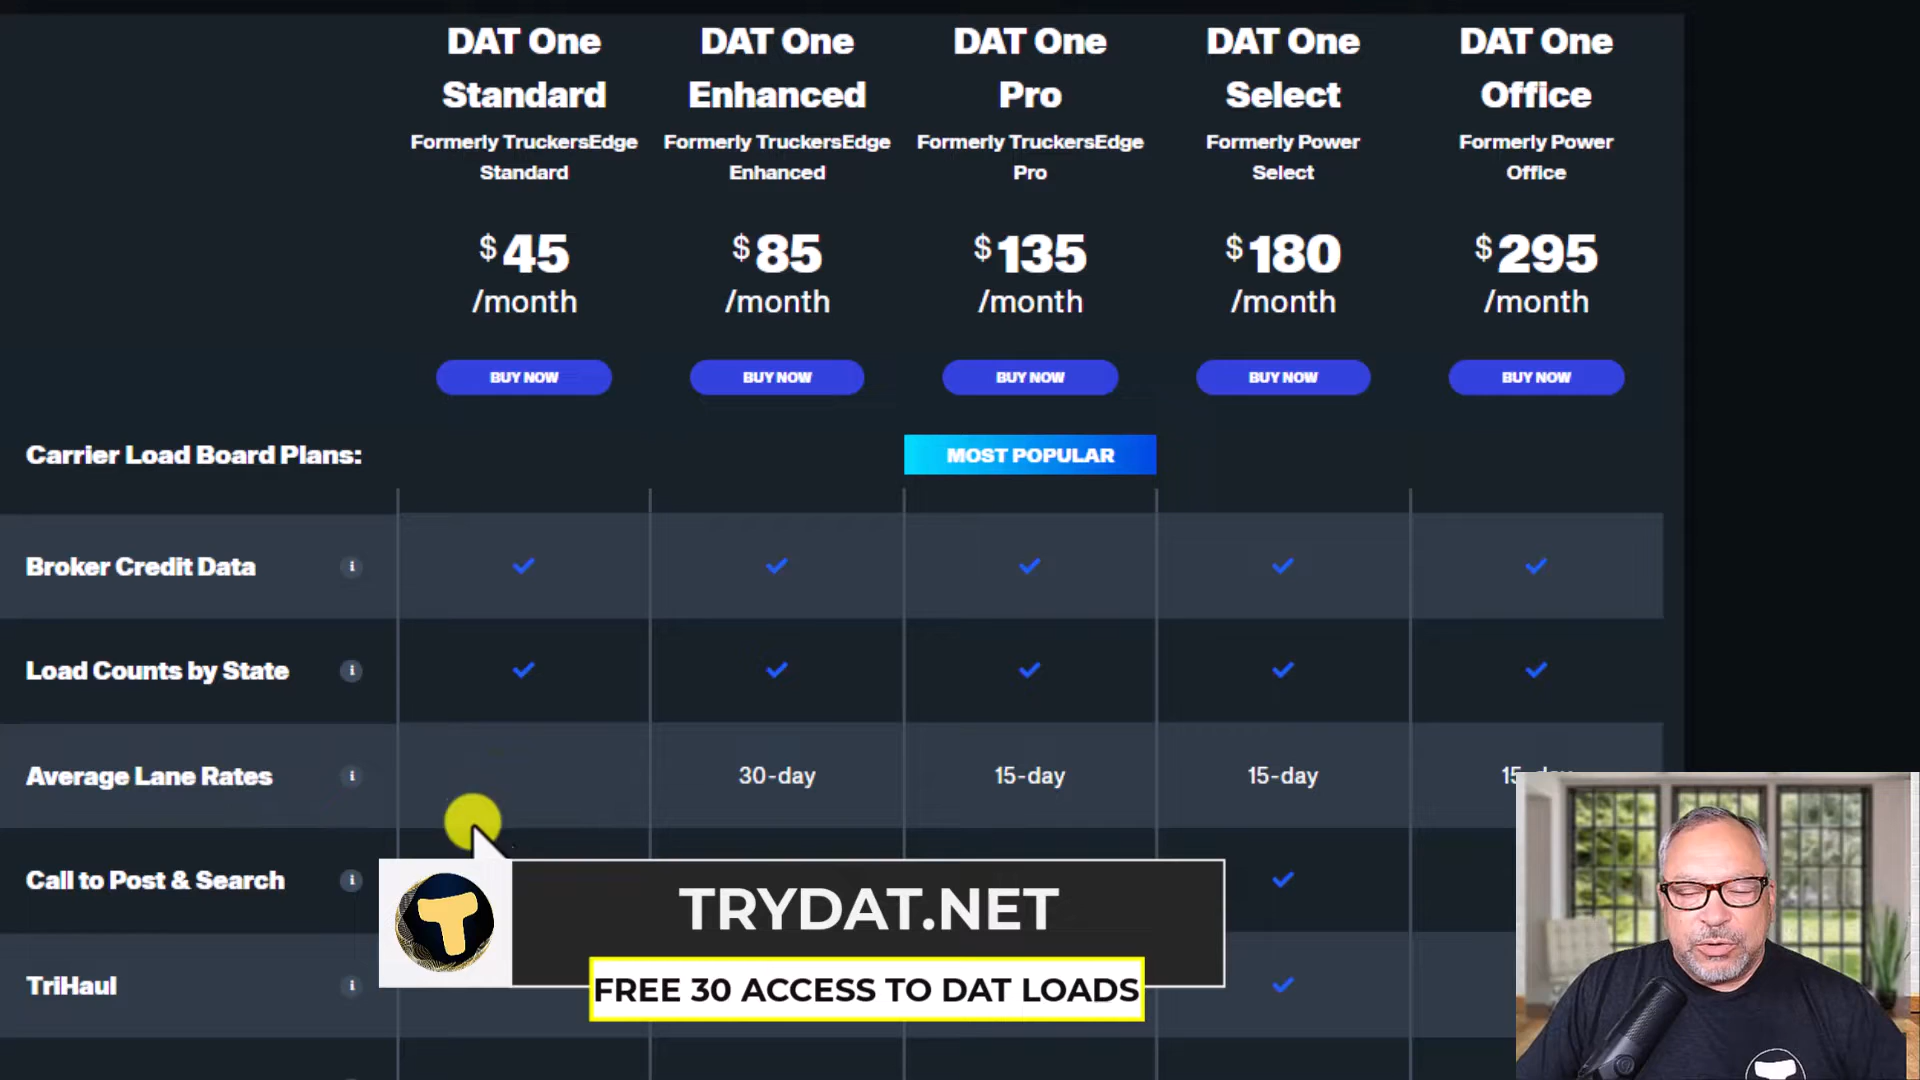 DAT One
Standard
Formerly TruckersEdge
Standard
$45
/month
BUY NOW
DAT One
Enhanced
Formerly TruckersEdge
Enhanced
$85
/month
BUY NOW
DAT One
Pro
Formerly TruckersEdge
Pro
$135
/month
BUY NOW
DAT One
Select
Formerly Power
Select
$180
/month
BUY NOW
DAT One
Office
Formerly Power
Office
$295
/month
BUY NOW
Carrier Load Board Plans:
MOST POPULAR
Broker Credit Data i
Load Counts by State i
Average Lane Rates i 30-day 15-day 15-day
Call to Post & Search i
TriHaul i
T
TRYDAT.NET
FREE 30 ACCESS TO DAT LOADS